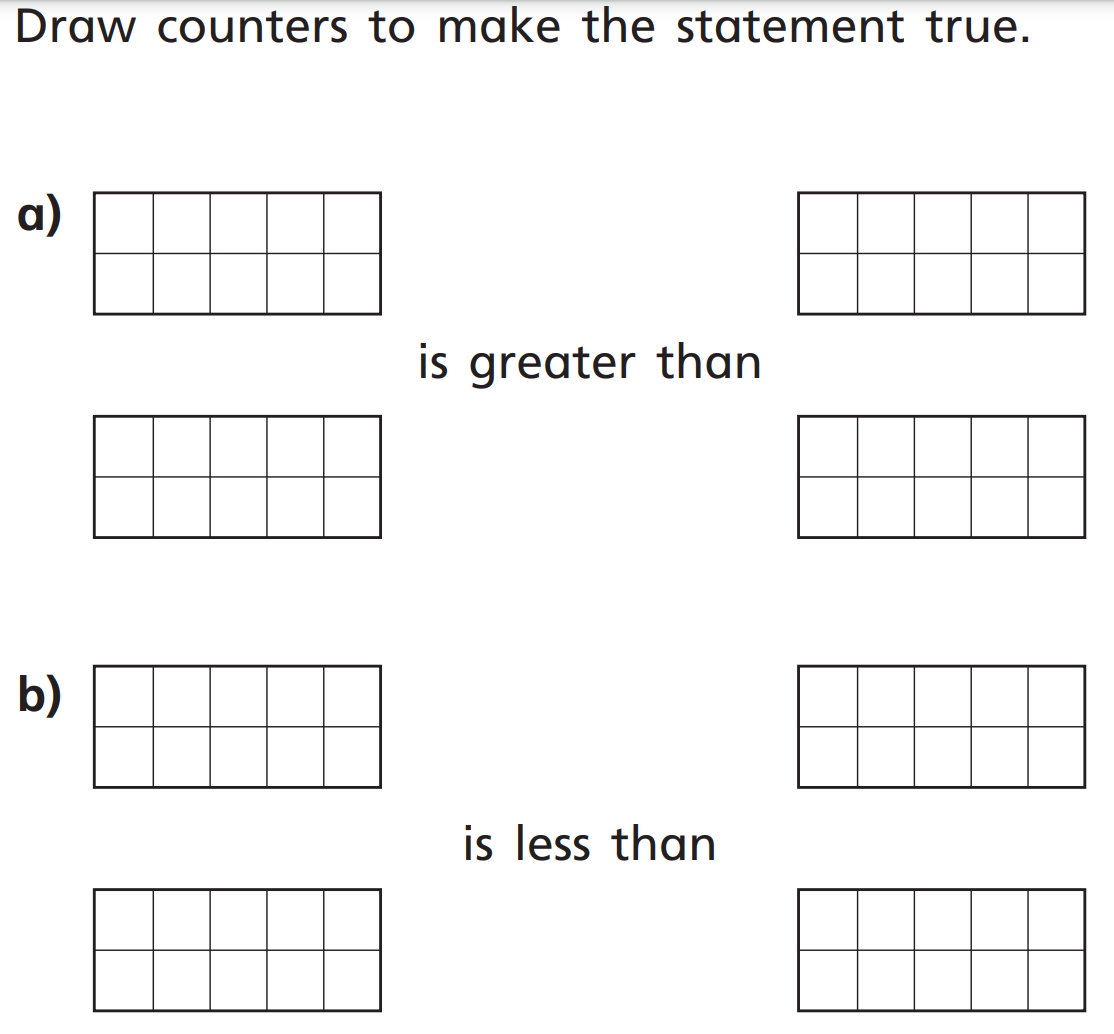 Draw counters to make the statement true.
a)
is greater than
b)
is less than